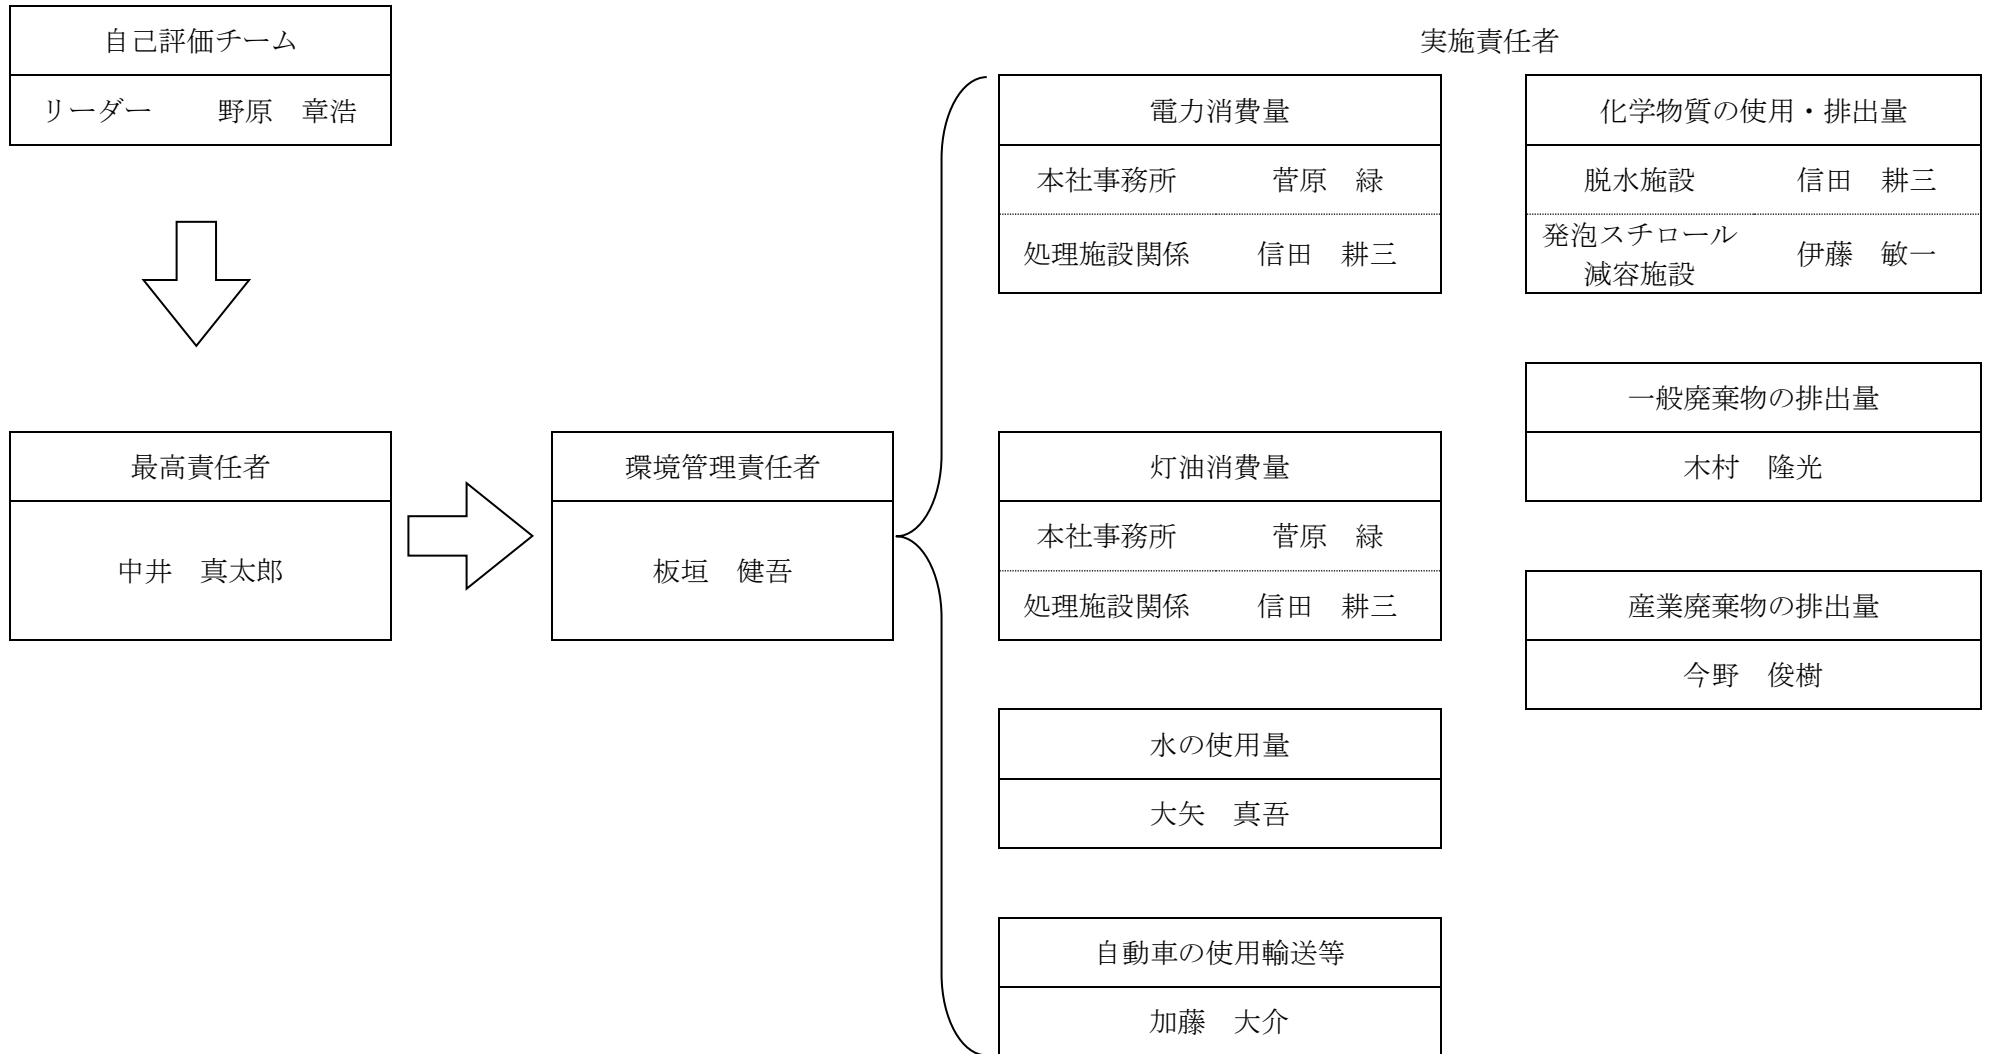 自己評価チーム
リーダー　野原　章浩
最高責任者
中井　真太郎
環境管理責任者
板垣　健吾
実施責任者
電力消費量
本社事務所　菅原　緑
処理施設関係　信田　耕三
灯油消費量
本社事務所　菅原　緑
処理施設関係　信田　耕三
水の使用量
大矢　真吾
自動車の使用輸送等
加藤　大介
化学物質の使用・排出量
脱水施設　信田　耕三
発泡スチロール
減容施設　伊藤　敏一
一般廃棄物の排出量
木村　隆光
産業廃棄物の排出量
今野　俊樹